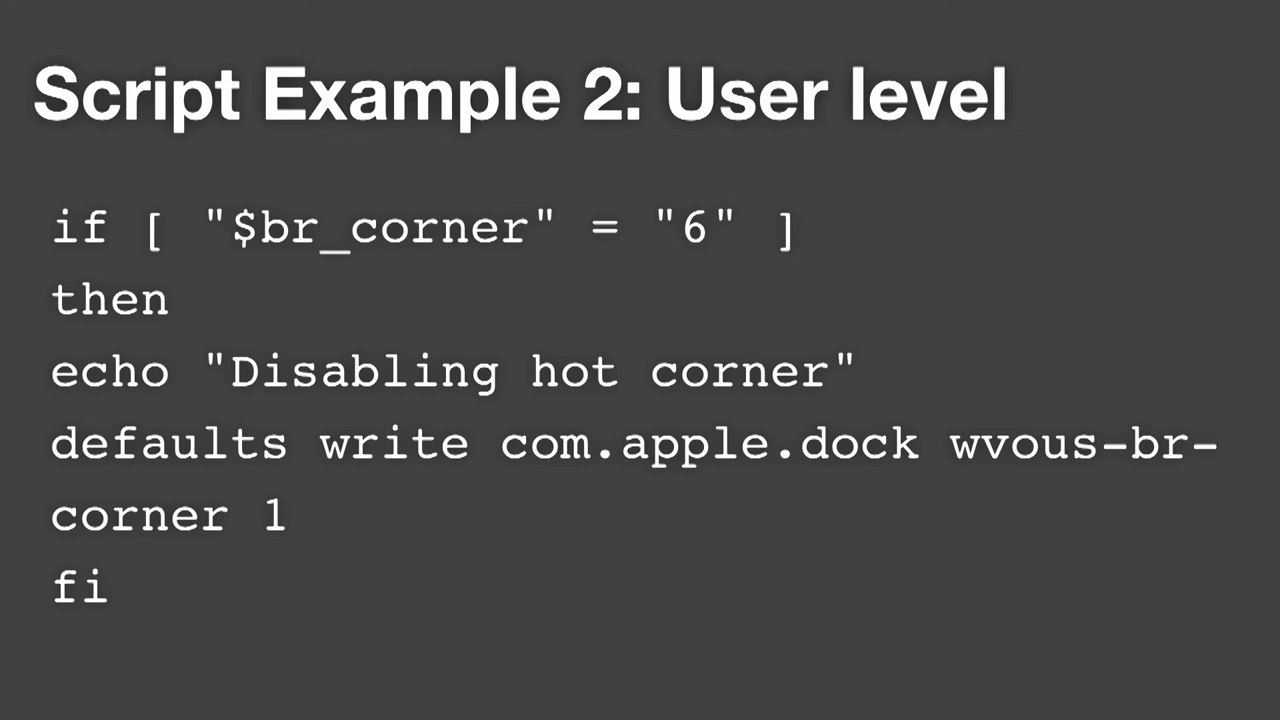 Script Example 2: User level
if [ "$br_corner" = "6" ]
then
echo "Disabling hot corner"
defaults write com.apple.dock wvous-br-
corner 1
fi